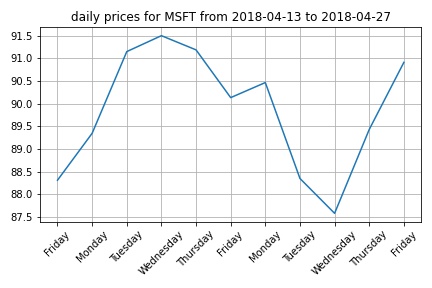 daily prices for MSFT from 2018-04-13 to 2018-04-27
91.5
91.0
90.5
90.0
89.5
89.0
88.5
88.0
87.5
Friday
Monday
Tuesday
Wednesday
Thursday
Friday
Monday
Tuesday
Wednesday
Thursday
Friday